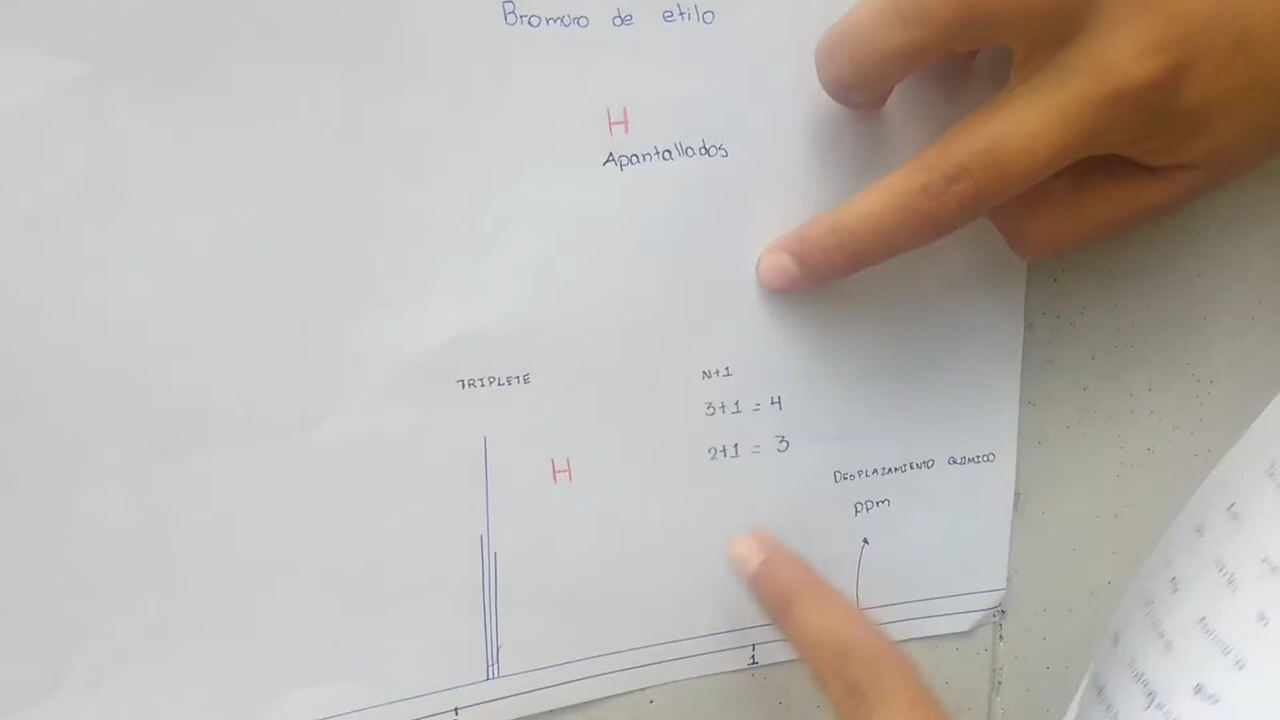 Bromuro de etilo
H
Apantallados
TRIPLETE
H
N+1
3+1 = 4
2+1 = 3
DESPLAZAMIENTO QUIMICO
ppm
1